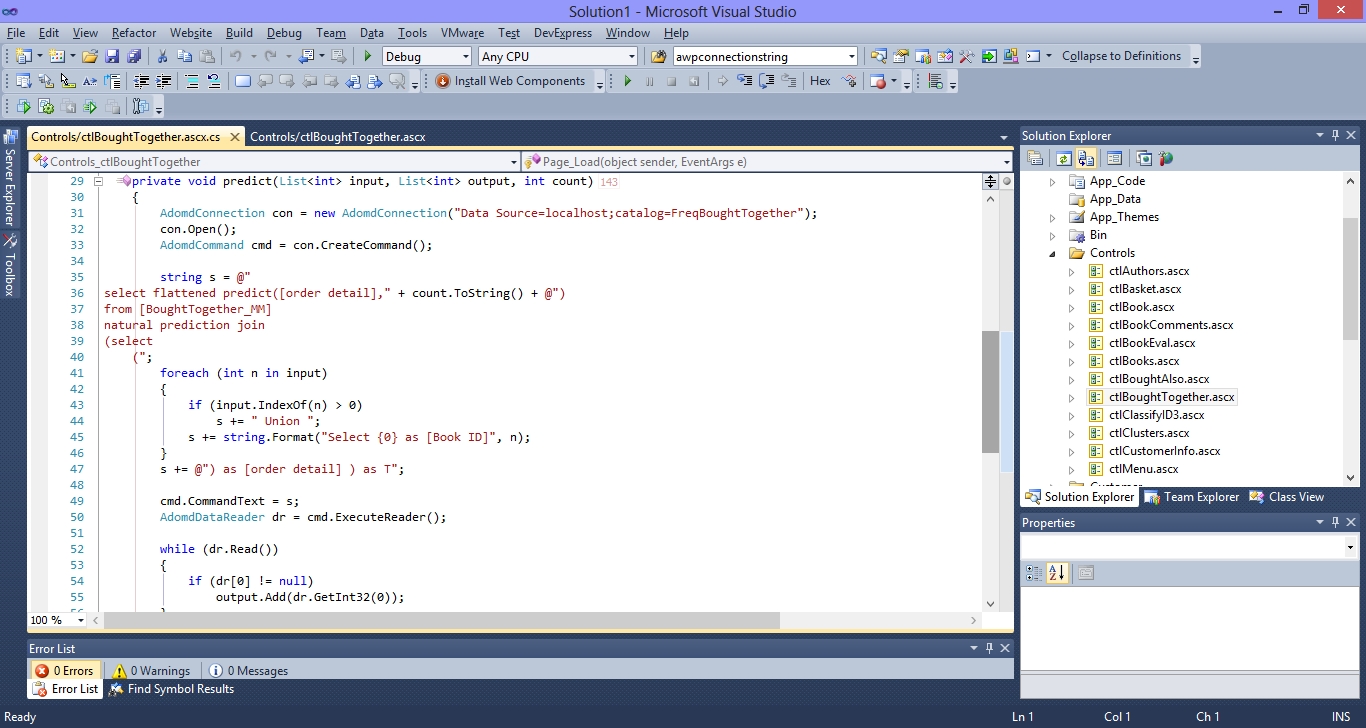 Solution1 - Microsoft Visual Studio
File Edit View Refactor Website Build Debug Team Data Tools VMware Test DevExpress Window Help
Debug Any CPU awpconnectionstring Collapse to Definitions
Install Web Components Hex
Server Explorer
Toolbox
Controls/ctlBoughtTogether.ascx.cs Controls/ctlBoughtTogether.ascx
Controls_ctlBoughtTogether Page_Load(object sender, EventArgs e)
29 private void predict(List<int> input, List<int> output, int count) 143
30 {
31 AdomdConnection con = new AdomdConnection("Data Source=localhost;catalog=FreqBoughtTogether");
32 con.Open();
33 AdomdCommand cmd = con.CreateCommand();
34
35 string s = @"
36 select flattened predict([order detail]," + count.ToString() + @")
37 from [BoughtTogether_MM]
38 natural prediction join
39 (select
40 (";
41 foreach (int n in input)
42 {
43 if (input.IndexOf(n) > 0)
44 s += " Union ";
45 s += string.Format("Select {0} as [Book ID]", n);
46 }
47 s += @") as [order detail] ) as T";
48
49 cmd.CommandText = s;
50 AdomdDataReader dr = cmd.ExecuteReader();
51
52 while (dr.Read())
53 {
54 if (dr[0] != null)
55 output.Add(dr.GetInt32(0));
100 %
Error List
0 Errors 0 Warnings 0 Messages
Error List Find Symbol Results
Solution Explorer
App_Code
App_Data
App_Themes
Bin
Controls
ctlAuthors.ascx
ctlBasket.ascx
ctlBook.ascx
ctlBookComments.ascx
ctlBookEval.ascx
ctlBooks.ascx
ctlBoughtAlso.ascx
ctlBoughtTogether.ascx
ctlClassifyID3.ascx
ctlClusters.ascx
ctlCustomerInfo.ascx
ctlMenu.ascx
Solution Explorer Team Explorer Class View
Properties
Ready Ln 1 Col 1 Ch 1 INS